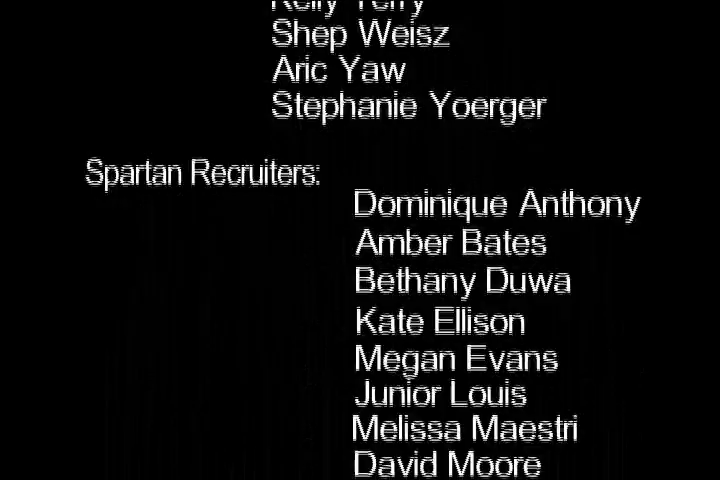 Kelly Terry
Shep Weisz
Aric Yaw
Stephanie Yoerger
Spartan Recruiters:
Dominique Anthony
Amber Bates
Bethany Duwa
Kate Ellison
Megan Evans
Junior Louis
Melissa Maestri
David Moore